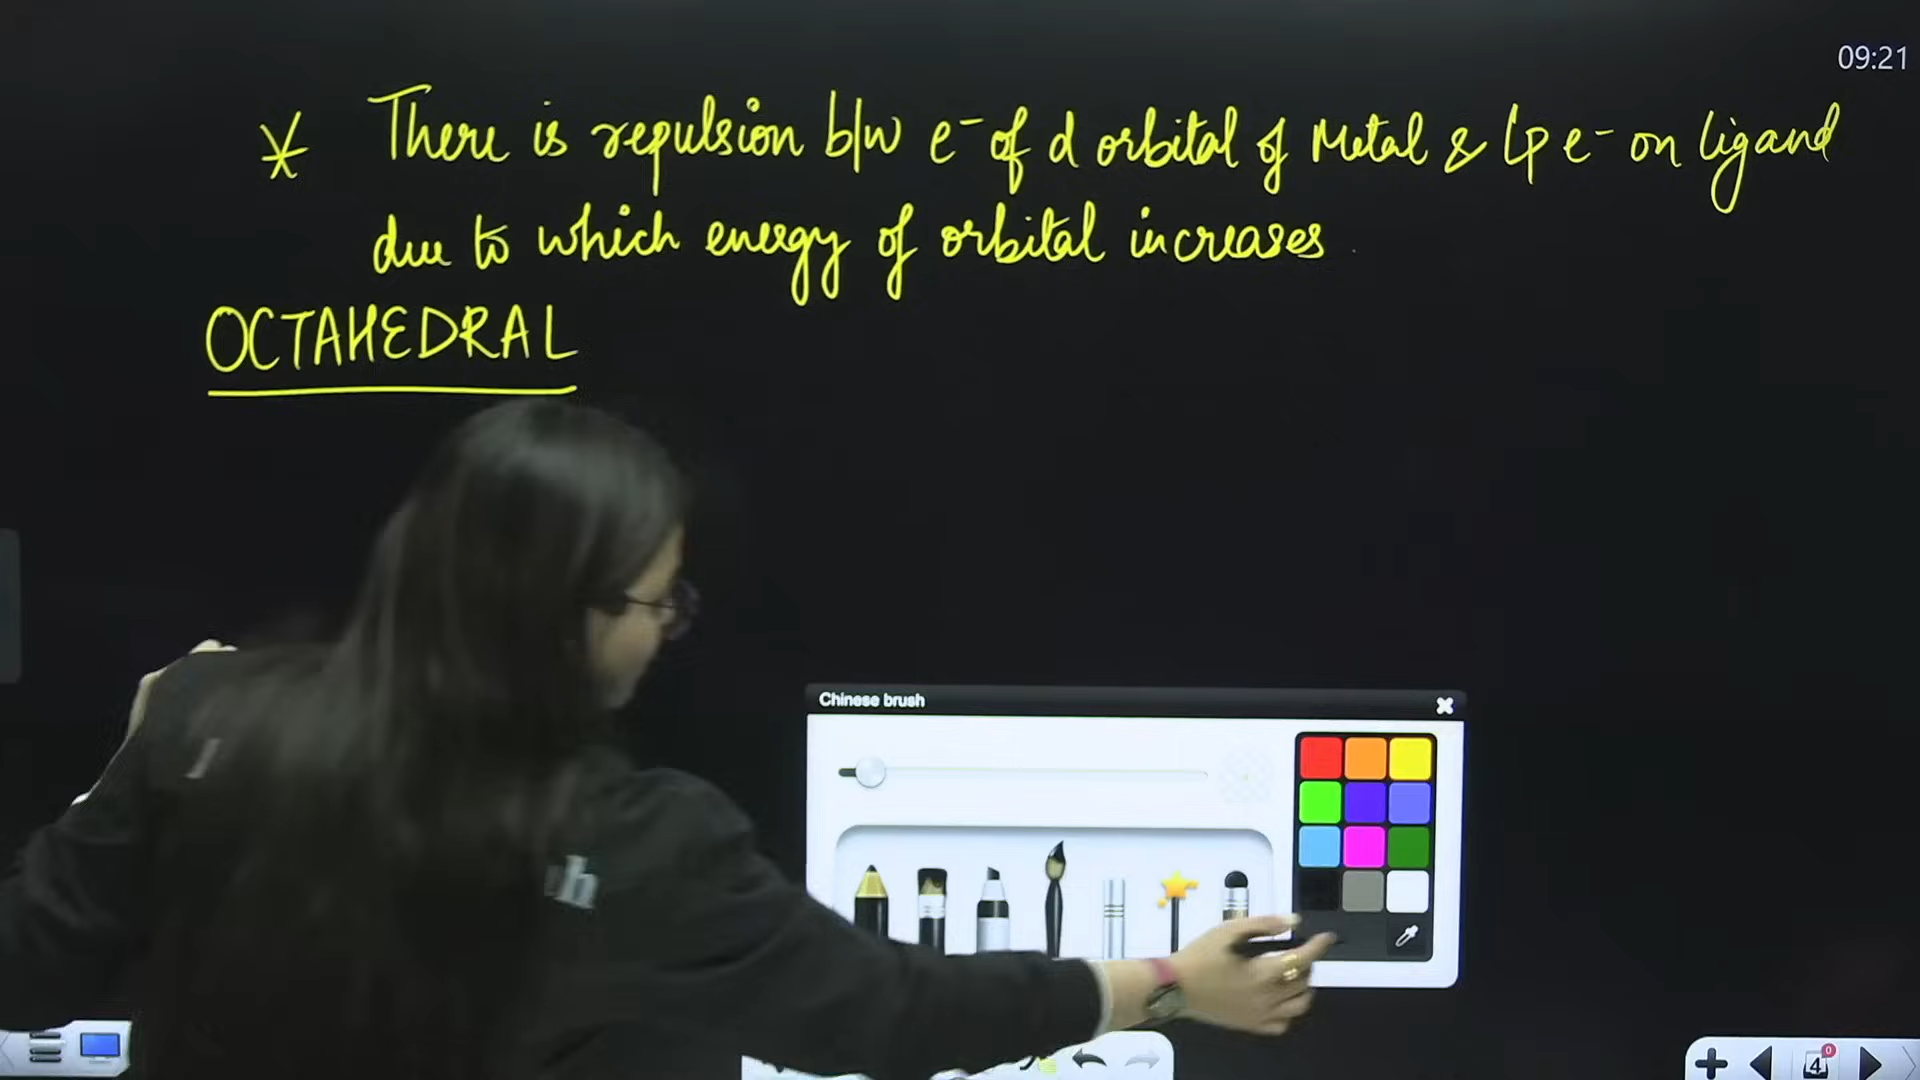 09:21
* There is repulsion b/w e⁻ of d orbital of Metal & lp e⁻ on ligand
due to which energy of orbital increases
OCTAHEDRAL
Chinese brush
4
0